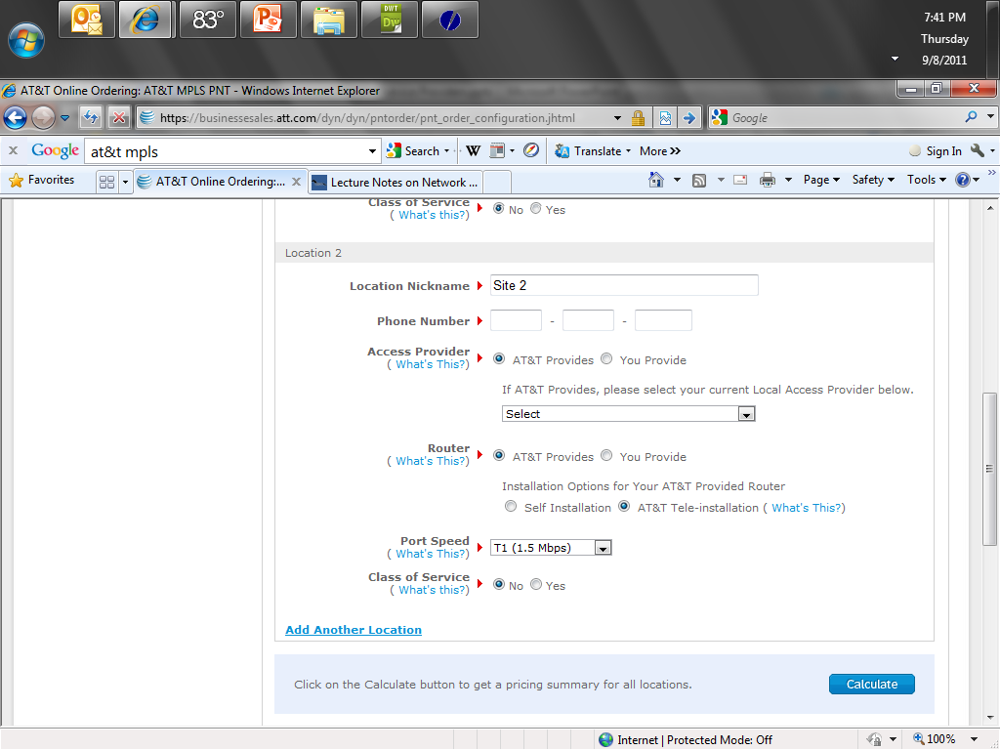 83°
DWT
Dw
7:41 PM
Thursday
9/8/2011
AT&T Online Ordering: AT&T MPLS PNT - Windows Internet Explorer
https://businessesales.att.com/dyn/dyn/pntorder/pnt_order_configuration.jhtml
Google
x Google at&t mpls Search W Translate More >> Sign In
Favorites AT&T Online Ordering:... x Lecture Notes on Network ... Page Safety Tools
Class of Service No Yes
( What's this?)
Location 2
Location Nickname Site 2
Phone Number - -
Access Provider AT&T Provides You Provide
( What's This?)
If AT&T Provides, please select your current Local Access Provider below.
Select
Router AT&T Provides You Provide
( What's This?)
Installation Options for Your AT&T Provided Router
Self Installation AT&T Tele-installation ( What's This?)
Port Speed T1 (1.5 Mbps)
( What's This?)
Class of Service No Yes
( What's this?)
Add Another Location
Click on the Calculate button to get a pricing summary for all locations. Calculate
Internet | Protected Mode: Off 100%